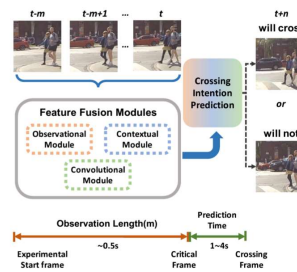 t-m t-m+1 ... t t+n
will cros
Crossing
Intention
Prediction
Feature Fusion Modules
Observational
Module
Contextual
Module
Convolutional
Module
or
will not
Observation Length(m)
Prediction
Time
~0.5s
1~4s
Experimental
Start frame
Critical
Frame
Crossing
Frame